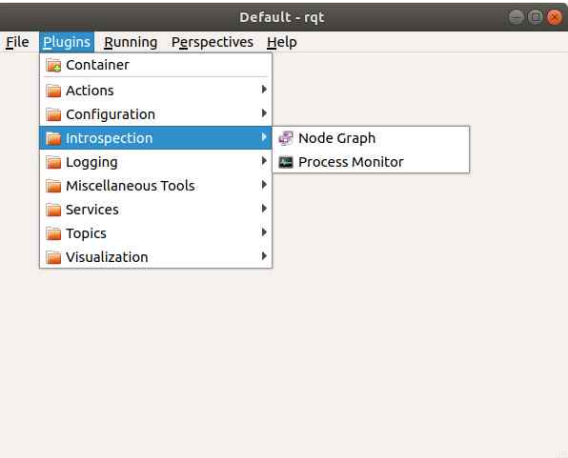 Default - rqt
File Plugins Running Perspectives Help
Container
Actions
Configuration
Introspection
Node Graph
Logging
Process Monitor
Miscellaneous Tools
Services
Topics
Visualization